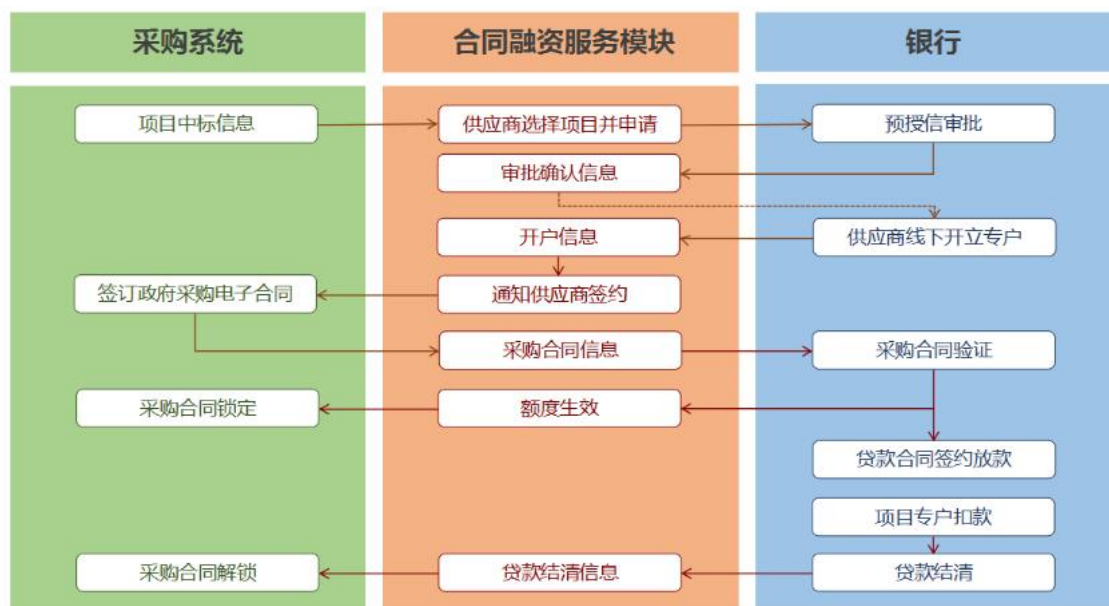 采购系统
合同融资服务模块
银行
项目中标信息
供应商选择项目并申请
预授信审批
审批确认信息
开户信息
供应商线下开立专户
签订政府采购电子合同
通知供应商签约
采购合同信息
采购合同验证
采购合同锁定
额度生效
贷款合同签约放款
项目专户扣款
采购合同解锁
贷款结清信息
贷款结清